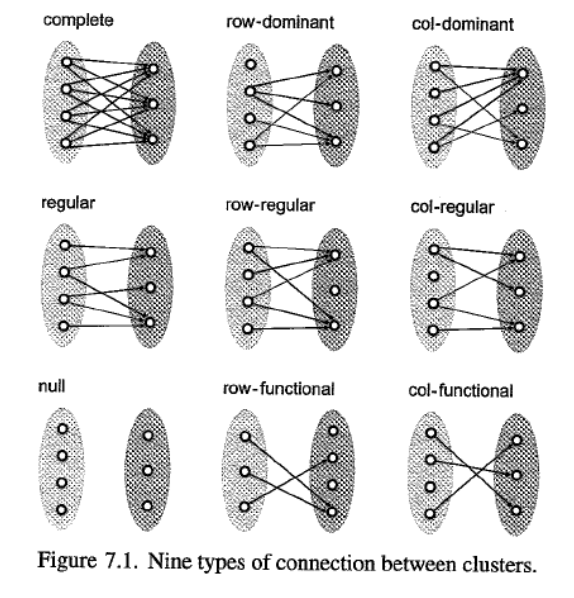 complete
row-dominant
col-dominant
regular
row-regular
col-regular
null
row-functional
col-functional
Figure 7.1. Nine types of connection between clusters.